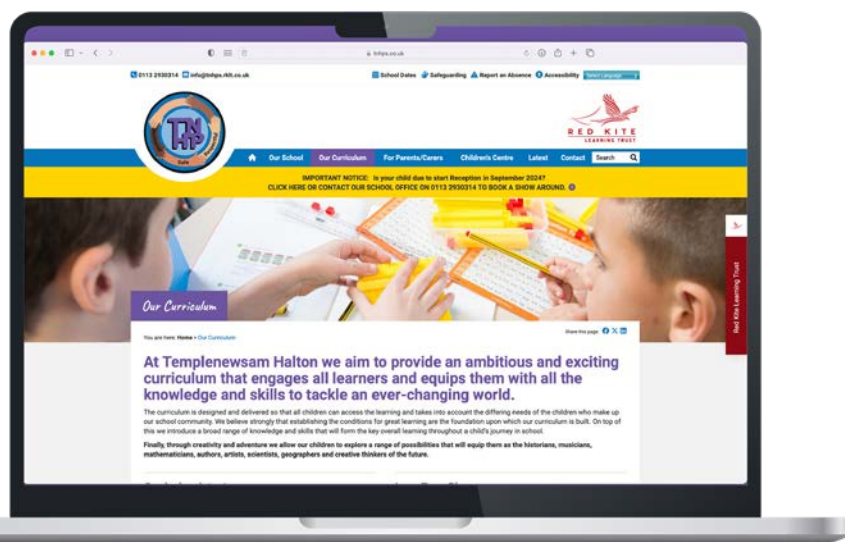 tnhps.co.uk
0113 2930314 info@tnhps.rklt.co.uk
School Dates Safeguarding Report an Absence Accessibility Select Language
TNHP
Safe
RED KITE
LEARNING TRUST
Our School Our Curriculum For Parents/Carers Children's Centre Latest Contact Search
IMPORTANT NOTICE: Is your child due to start Reception in September 2024?
CLICK HERE OR CONTACT OUR SCHOOL OFFICE ON 0113 2930314 TO BOOK A SHOW AROUND.
Red Kite Learning Trust
Our Curriculum
You are here: Home > Our Curriculum
Share this page
At Templenewsam Halton we aim to provide an ambitious and exciting
curriculum that engages all learners and equips them with all the
knowledge and skills to tackle an ever-changing world.
The curriculum is designed and delivered so that all children can access the learning and takes into account the differing needs of the children who make up
our school community. We believe strongly that establishing the conditions for great learning are the foundation upon which our curriculum is built. On top of
this we introduce a broad range of knowledge and skills that will form the key overall learning throughout a child's journey in school.
Finally, through creativity and adventure we allow our children to explore a range of possibilities that will equip them as the historians, musicians,
mathematicians, authors, artists, scientists, geographers and creative thinkers of the future.